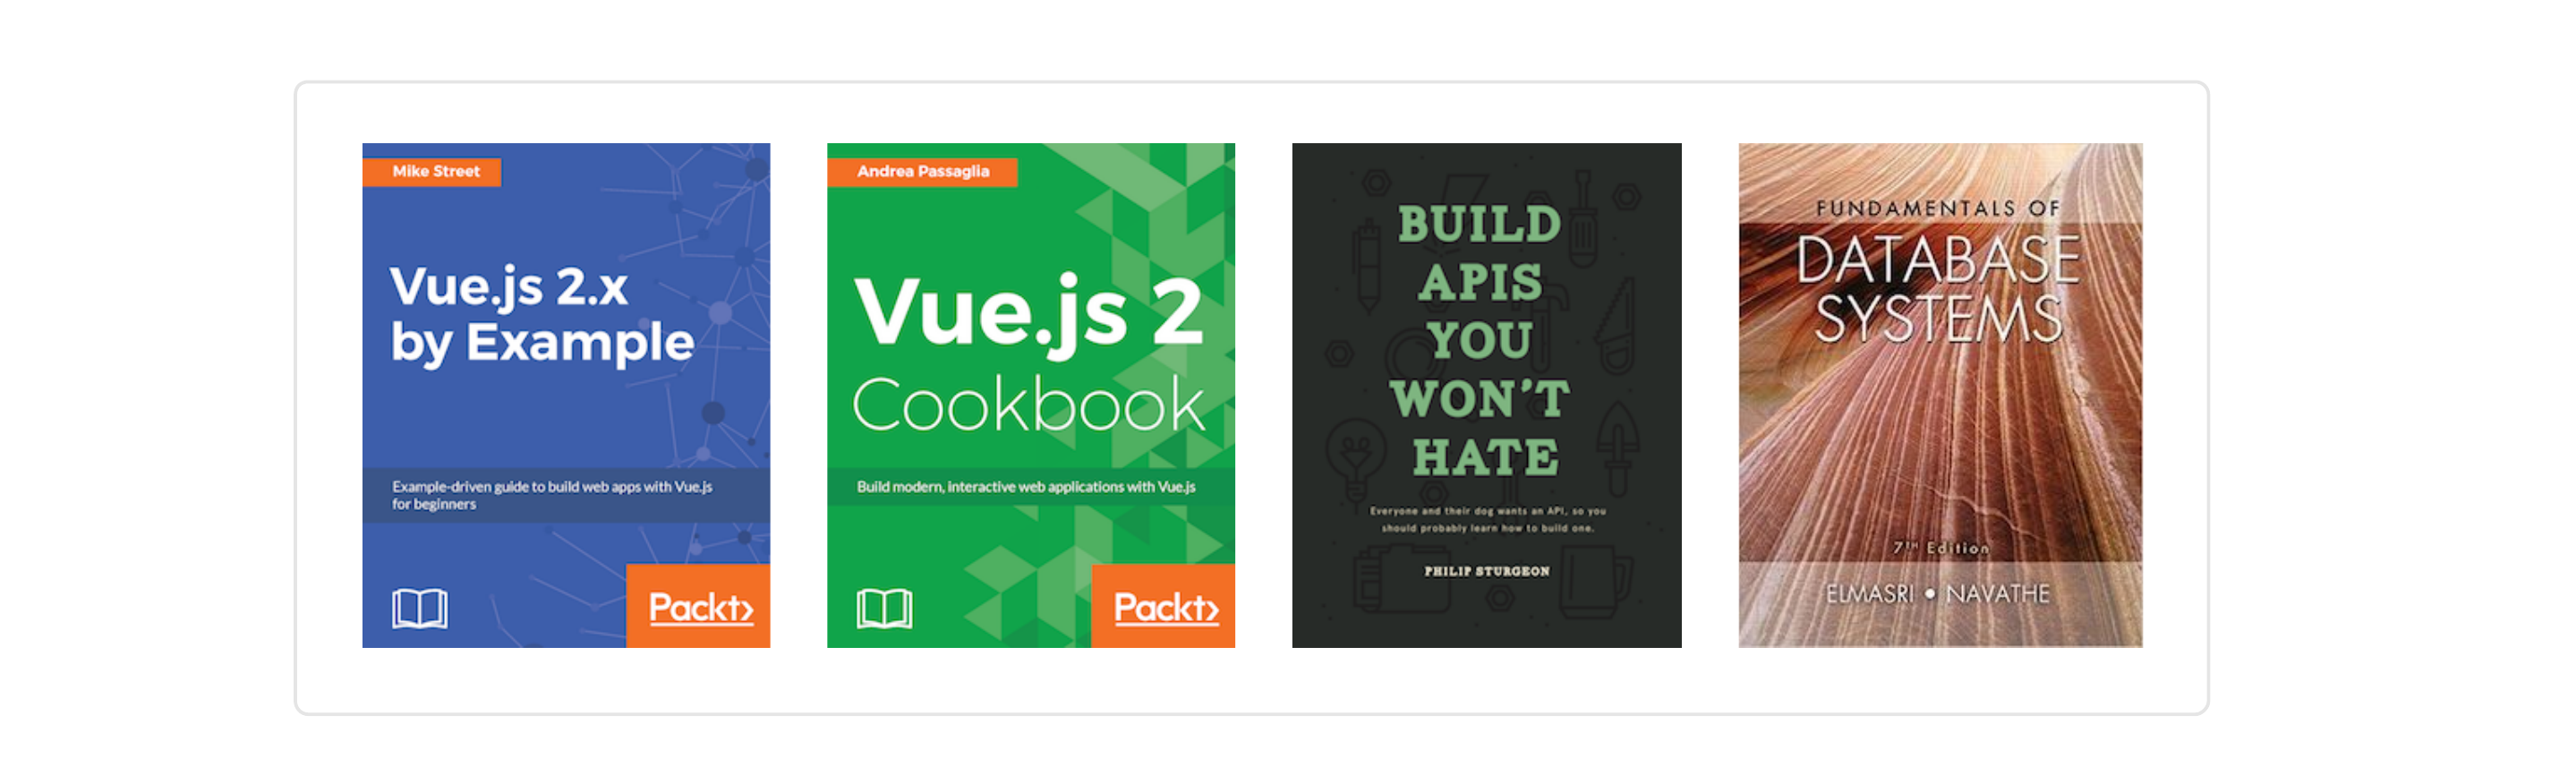 Mike Street
Vue.js 2.x
by Example
Example-driven guide to build web apps with Vue.js
for beginners
Packt>
Andrea Passaglia
Vue.js 2
Cookbook
Build modern, interactive web applications with Vue.js
Packt>
BUILD
APIS
YOU
WON'T
HATE
Everyone and their dog wants an API, so you
should probably learn how to build one.
PHILIP STURGEON
FUNDAMENTALS OF
DATABASE
SYSTEMS
7TH Edition
ELMASRI • NAVATHE